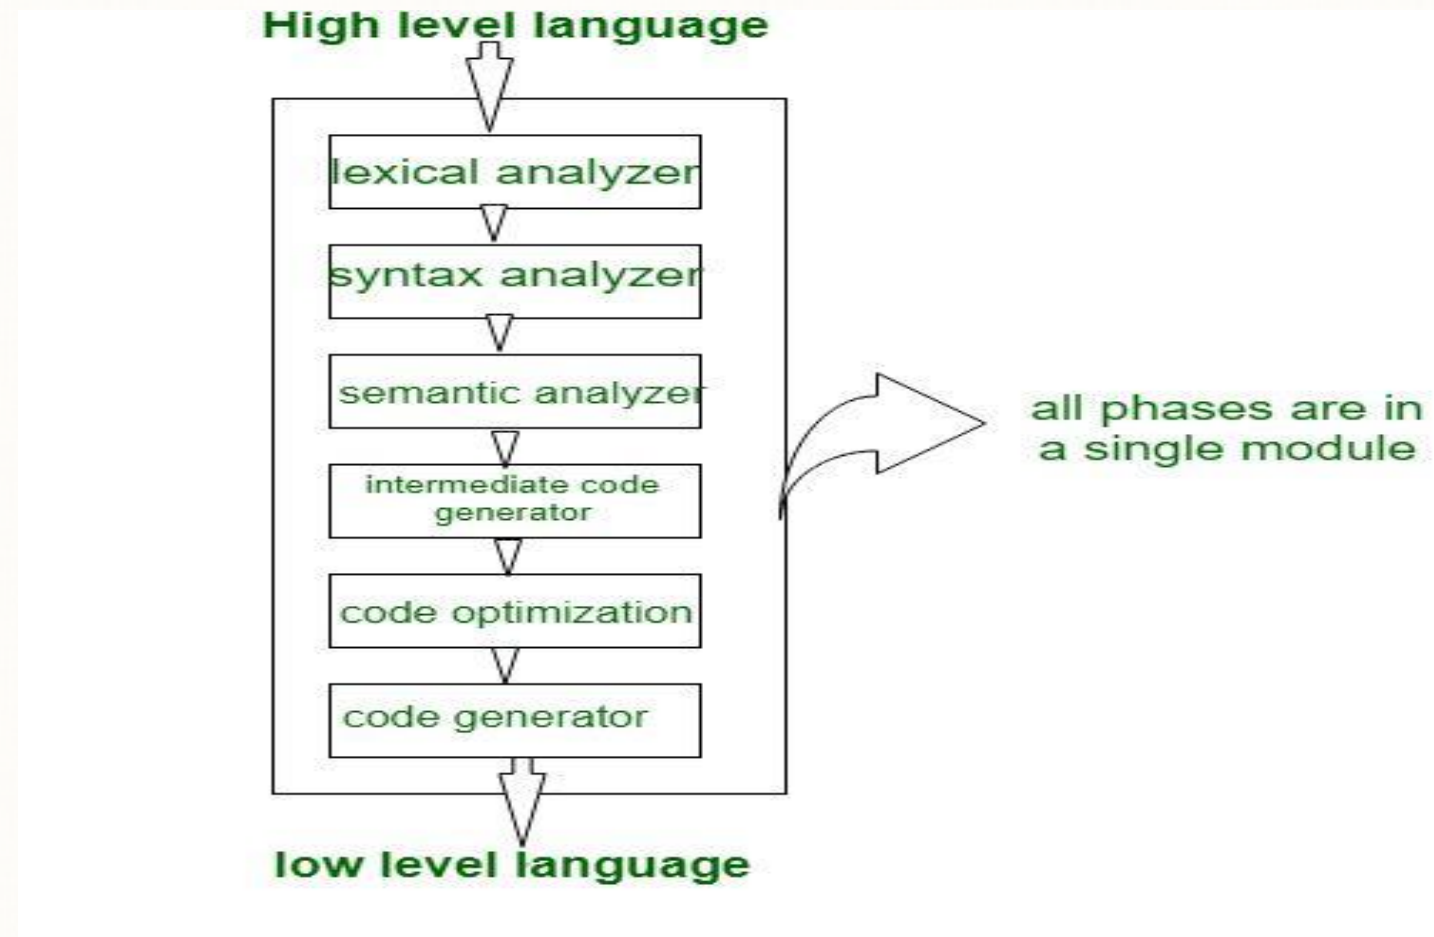 High level language
lexical analyzer
syntax analyzer
semantic analyzer
intermediate code
generator
code optimization
code generator
low level language
all phases are in
a single module